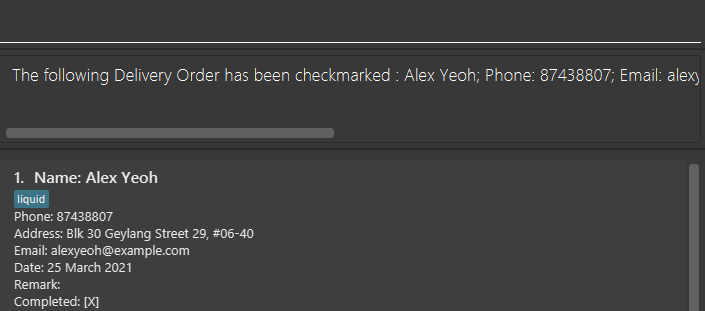 The following Delivery Order has been checkmarked : Alex Yeoh; Phone: 87438807; Email: alexy
1. Name: Alex Yeoh
liquid
Phone: 87438807
Address: Blk 30 Geylang Street 29, #06-40
Email: alexyeoh@example.com
Date: 25 March 2021
Remark:
Completed: [X]